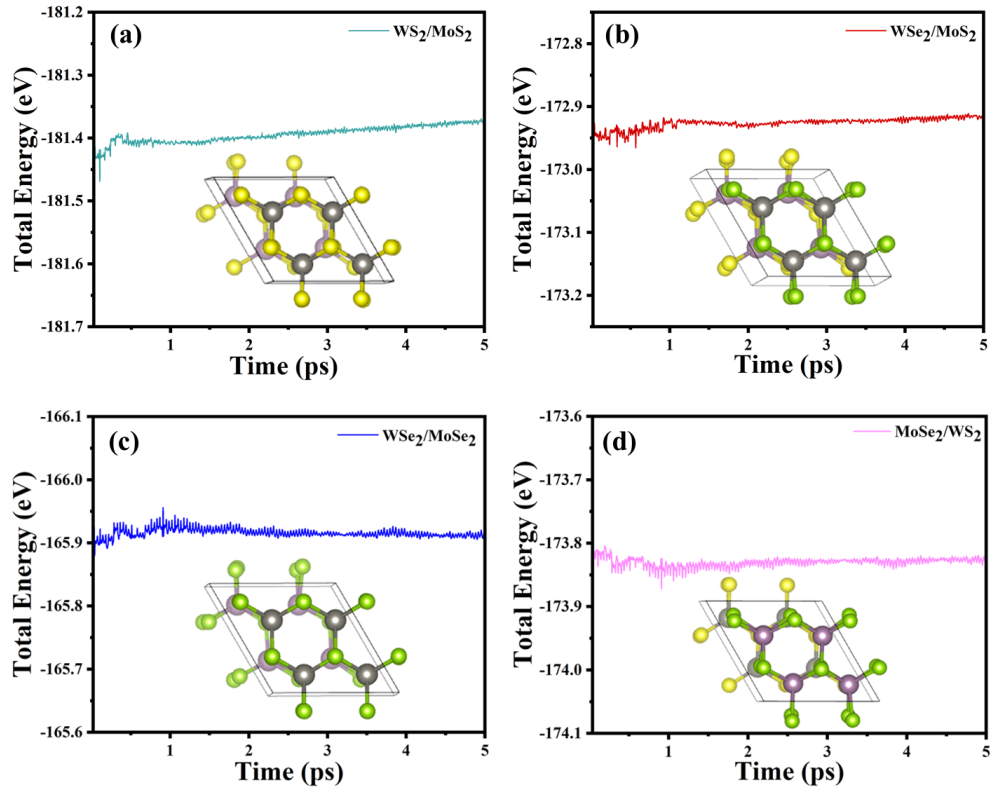 (a)
WS2/MoS2
-181.2
-181.3
-181.4
-181.5
-181.6
-181.7
Total Energy (eV)
1 2 3 4 5
Time (ps)
(b)
WSe2/MoS2
-172.8
-172.9
-173.0
-173.1
-173.2
Total Energy (eV)
1 2 3 4 5
Time (ps)
(c)
WSe2/MoSe2
-166.1
-166.0
-165.9
-165.8
-165.7
-165.6
Total Energy (eV)
1 2 3 4 5
Time (ps)
(d)
MoSe2/WS2
-173.6
-173.7
-173.8
-173.9
-174.0
-174.1
Total Energy (eV)
1 2 3 4 5
Time (ps)